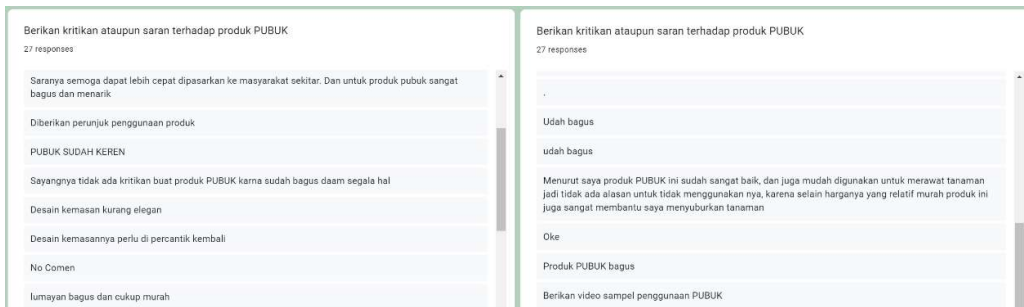 Berikan kritikan ataupun saran terhadap produk PUBUK
27 responses
Saranya semoga dapat lebih cepat dipasarkan ke masyarakat sekitar. Dan untuk produk pubuk sangat
bagus dan menarik
Diberikan perunjuk penggunaan produk
PUBUK SUDAH KEREN
Sayangnya tidak ada kritikan buat produk PUBUK karna sudah bagus daam segala hal
Desain kemasan kurang elegan
Desain kemasannya perlu di percantik kembali
No Comen
lumayan bagus dan cukup murah
Berikan kritikan ataupun saran terhadap produk PUBUK
27 responses
.
Udah bagus
udah bagus
Menurut saya produk PUBUK ini sudah sangat baik, dan juga mudah digunakan untuk merawat tanaman
jadi tidak ada alasan untuk tidak menggunakan nya, karena selain harganya yang relatif murah produk ini
juga sangat membantu saya menyuburkan tanaman
Oke
Produk PUBUK bagus
Berikan video sampel penggunaan PUBUK